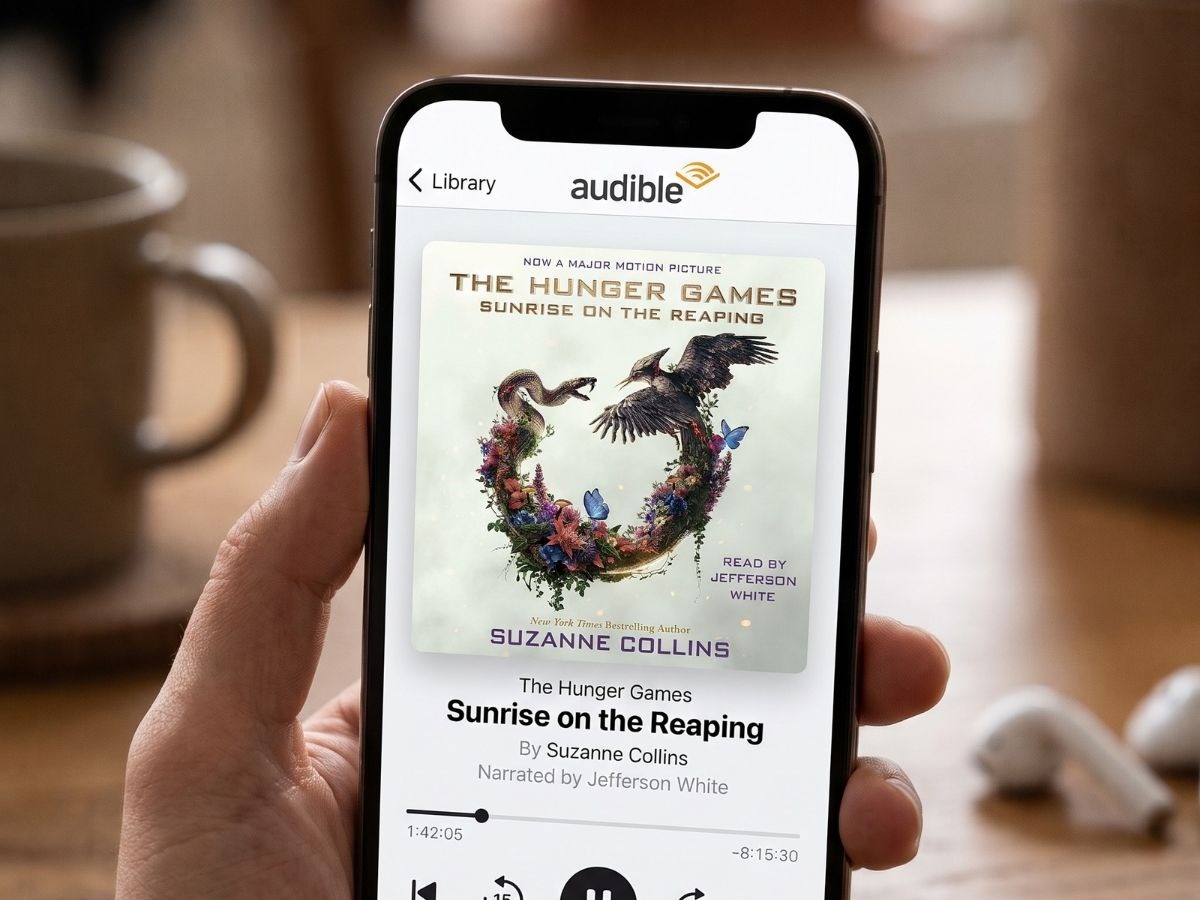 Library
audible
NOW A MAJOR MOTION PICTURE
THE HUNGER GAMES
SUNRISE ON THE REAPING
READ BY
JEFFERSON
WHITE
New York Times Bestselling Author
SUZANNE COLLINS
The Hunger Games
Sunrise on the Reaping
By Suzanne Collins
Narrated by Jefferson White
1:42:05
-8:15:30
15